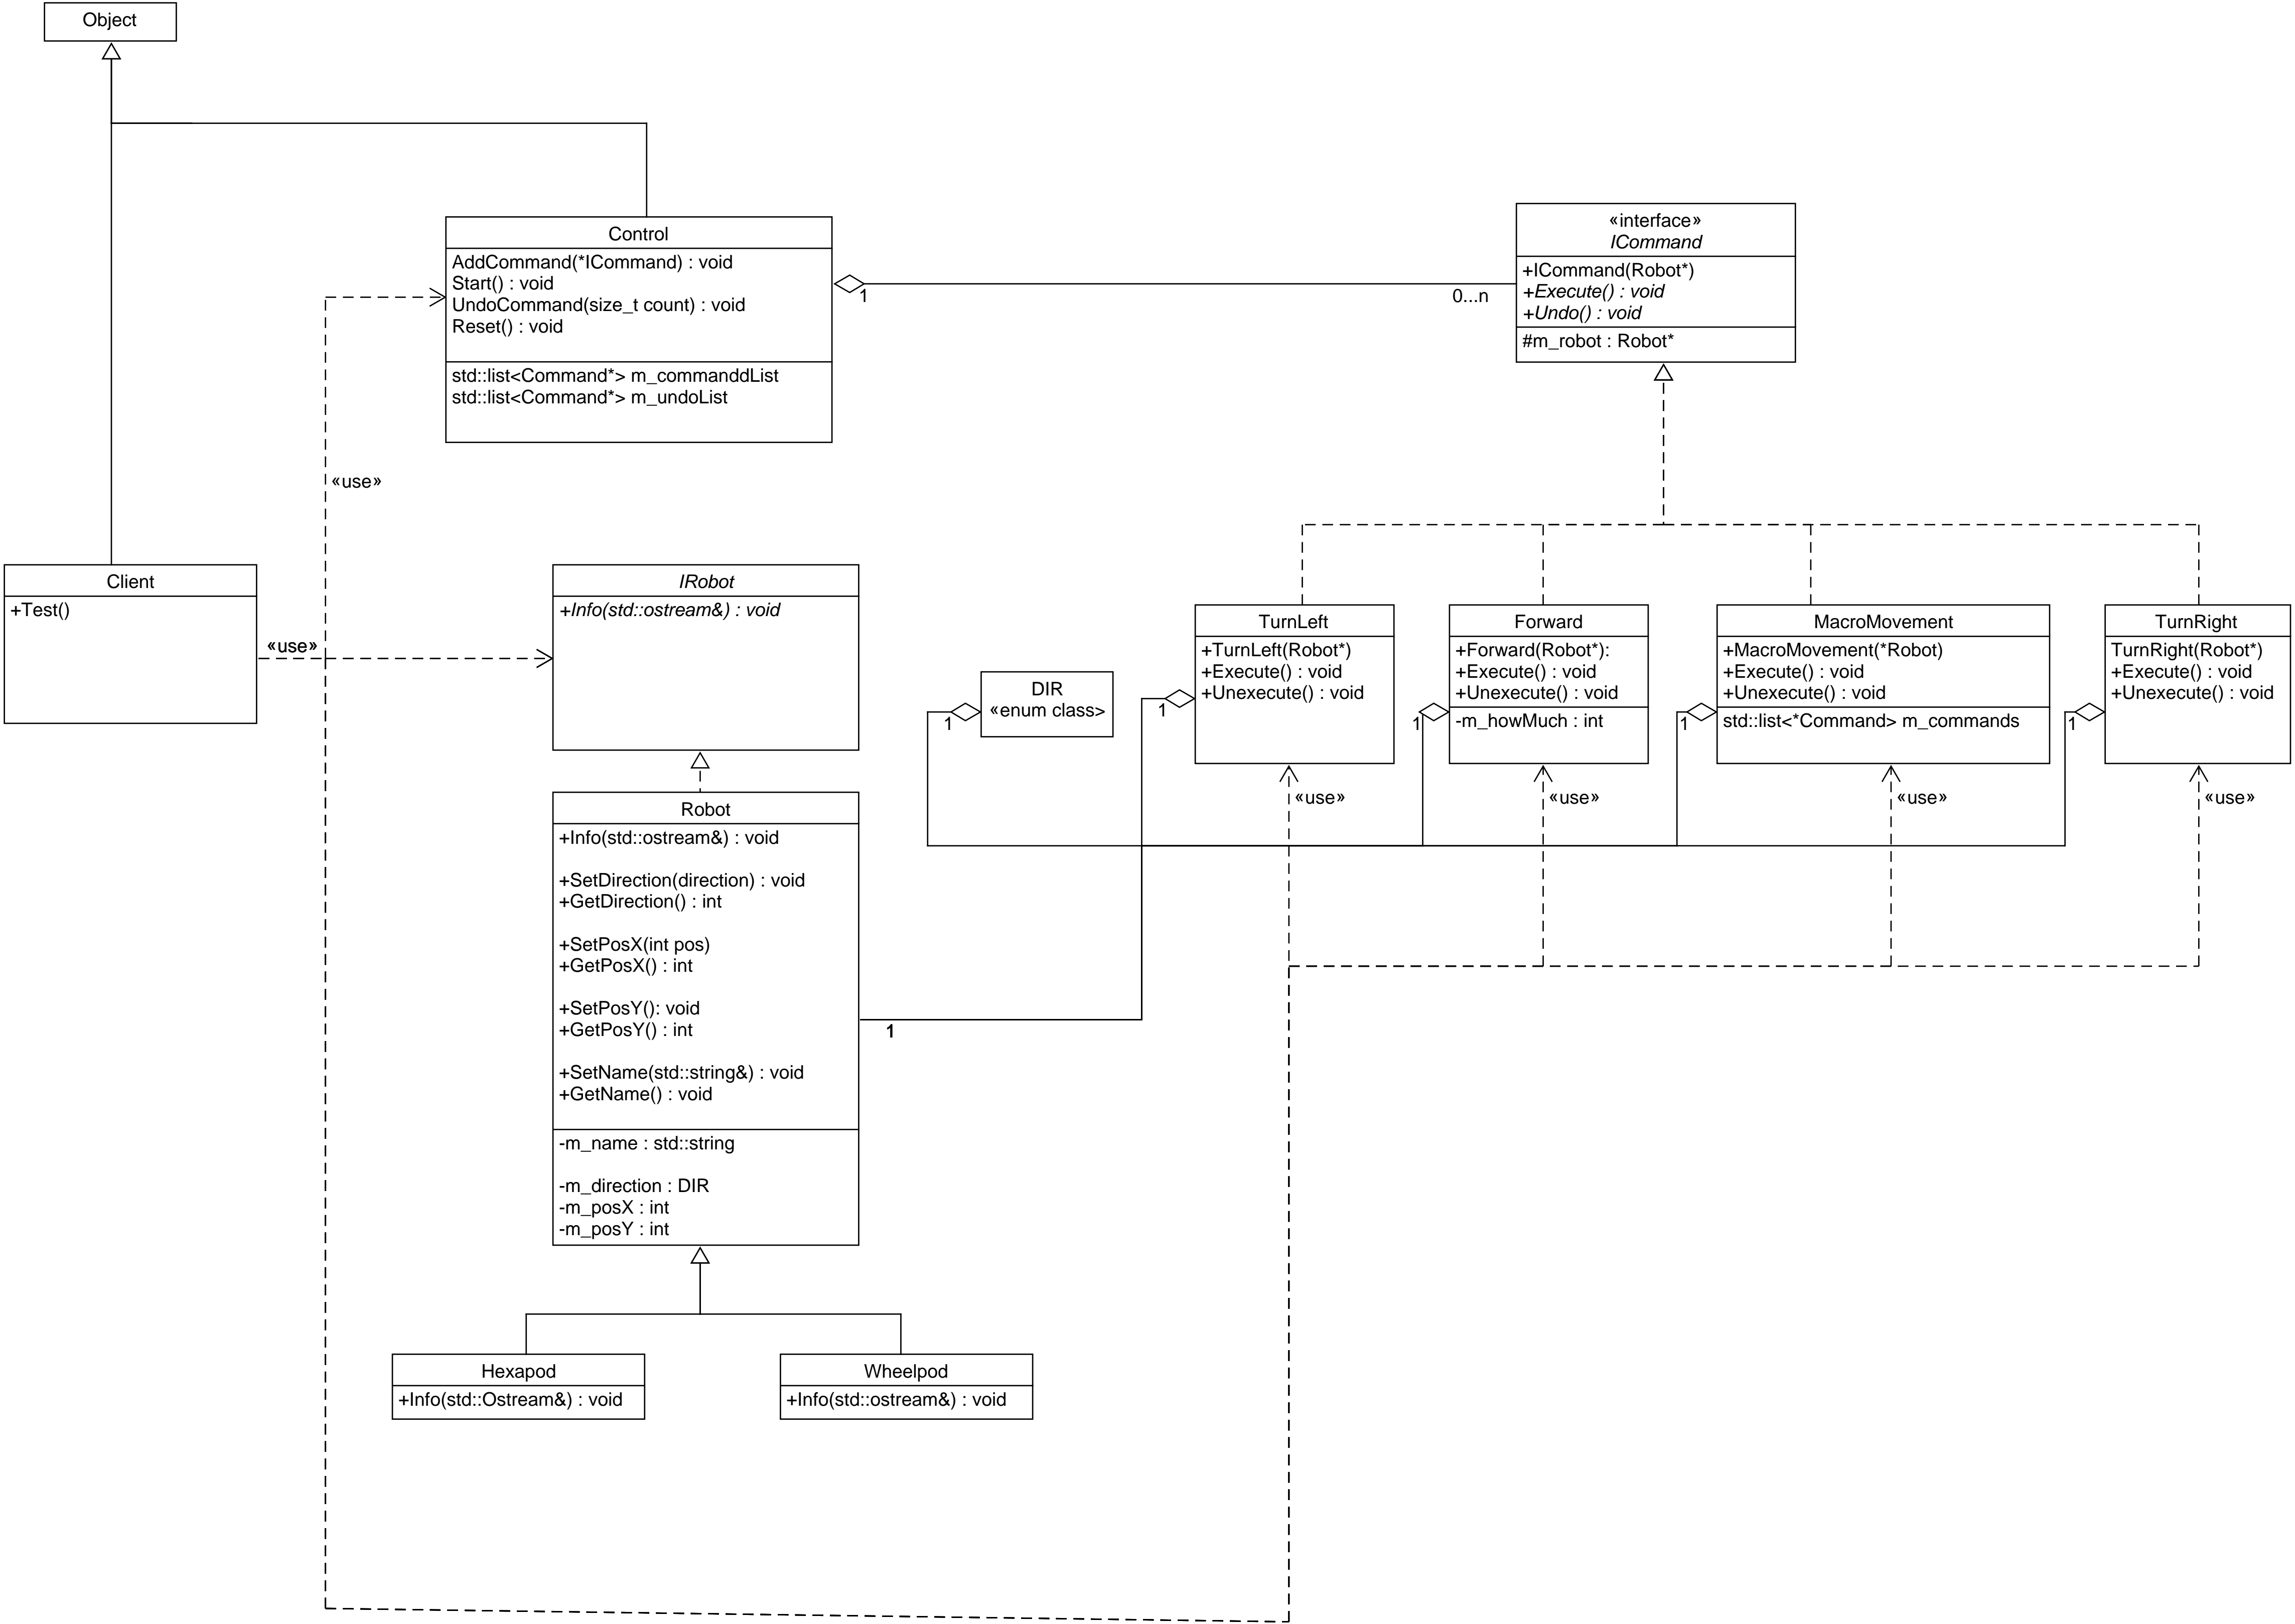 Object
Control
AddCommand(*ICommand) : void
Start() : void
UndoCommand(size_t count) : void
Reset() : void
std::list<Command*> m_commanddList
std::list<Command*> m_undoList
1
0...n
«interface»
ICommand
+ICommand(Robot*)
+Execute() : void
+Undo() : void
#m_robot : Robot*
«use»
Client
+Test()
«use»
IRobot
+Info(std::ostream&) : void
DIR
«enum class>
1
TurnLeft
+TurnLeft(Robot*)
+Execute() : void
+Unexecute() : void
1
Forward
+Forward(Robot*):
+Execute() : void
+Unexecute() : void
-m_howMuch : int
1
MacroMovement
+MacroMovement(*Robot)
+Execute() : void
+Unexecute() : void
std::list<*Command> m_commands
1
TurnRight
TurnRight(Robot*)
+Execute() : void
+Unexecute() : void
1
«use»
«use»
«use»
«use»
Robot
+Info(std::ostream&) : void
+SetDirection(direction) : void
+GetDirection() : int
+SetPosX(int pos)
+GetPosX() : int
+SetPosY(): void
+GetPosY() : int
+SetName(std::string&) : void
+GetName() : void
-m_name : std::string
-m_direction : DIR
-m_posX : int
-m_posY : int
1
Hexapod
+Info(std::Ostream&) : void
Wheelpod
+Info(std::ostream&) : void